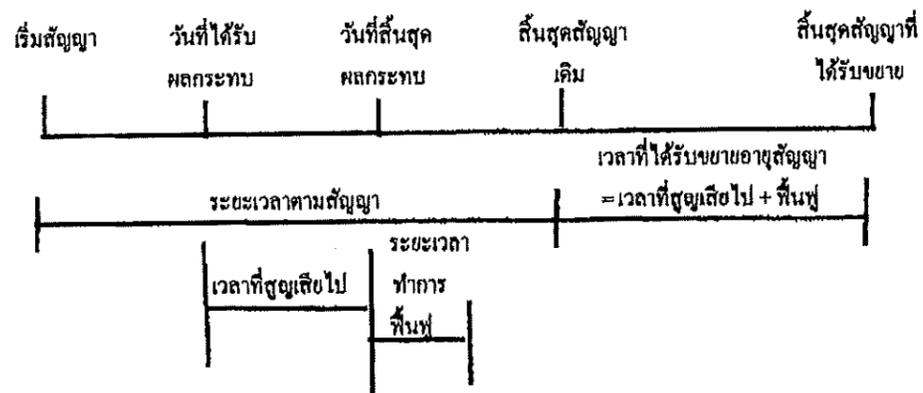 เริ่มสัญญา
วันที่ได้รับ
ผลกระทบ
วันที่สิ้นสุด
ผลกระทบ
สิ้นสุดสัญญา
เดิม
สิ้นสุดสัญญาที่
ได้รับขยาย
เวลาที่ได้รับขยายอายุสัญญา
=เวลาที่สูญเสียไป + ฟื้นฟู
ระยะเวลาตามสัญญา
เวลาที่สูญเสียไป
ระยะเวลา
ทำการ
ฟื้นฟู